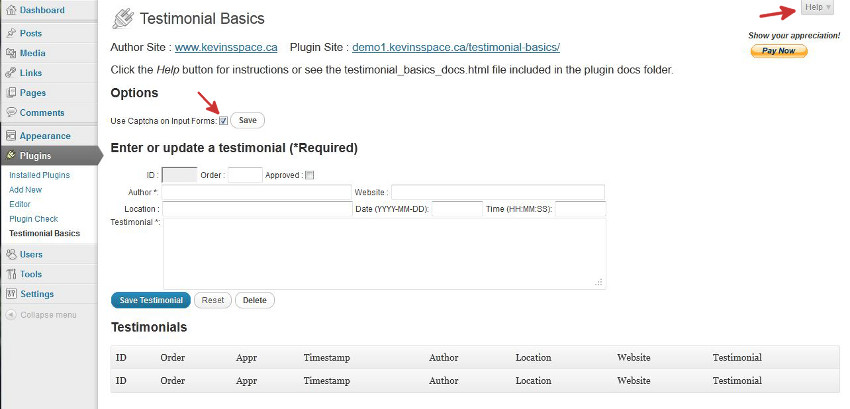 Dashboard
Posts
Media
Links
Pages
Comments
Appearance
Plugins
Installed Plugins
Add New
Editor
Plugin Check
Testimonial Basics
Users
Tools
Settings
Collapse menu
Help
Testimonial Basics
Show your appreciation!
Pay Now
Author Site : www.kevinsspace.ca Plugin Site : demo1.kevinsspace.ca/testimonial-basics/
Click the Help button for instructions or see the testimonial_basics_docs.html file included in the plugin docs folder.
Options
Use Captcha on Input Forms: Save
Enter or update a testimonial (*Required)
ID : Order : Approved :
Author *: Website :
Location : Date (YYYY-MM-DD): Time (HH:MM:SS):
Testimonial *:
Save Testimonial Reset Delete
Testimonials
ID Order Appr Timestamp Author Location Website Testimonial
ID Order Appr Timestamp Author Location Website Testimonial